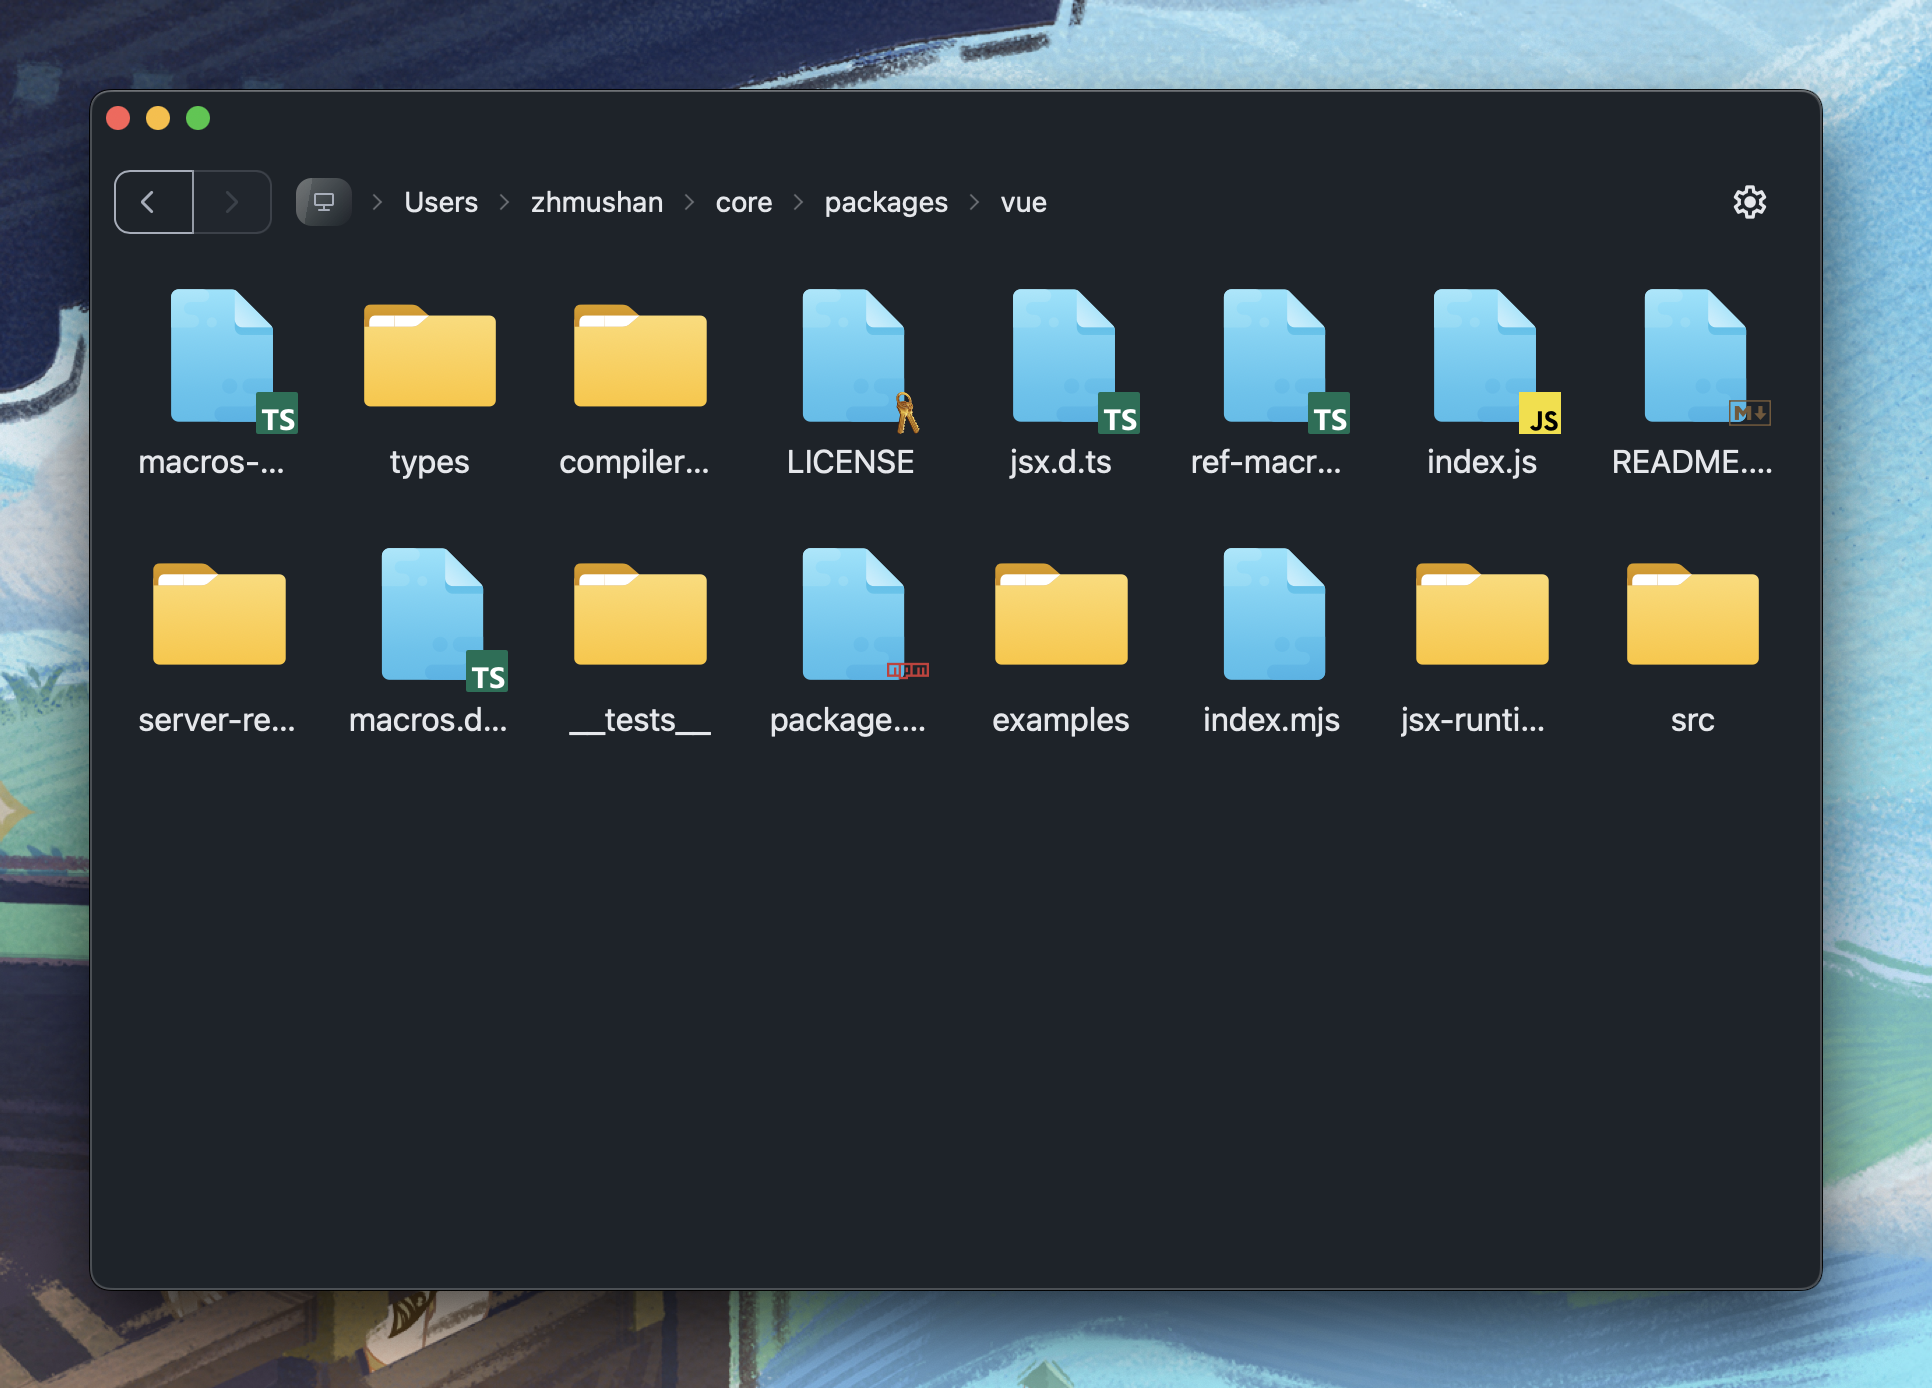 Users zhmushan core packages vue
TS TS TS JS M
macros-... types compiler... LICENSE jsx.d.ts ref-macr... index.js README....
TS npm
server-re... macros.d... __tests__ package.... examples index.mjs jsx-runti... src